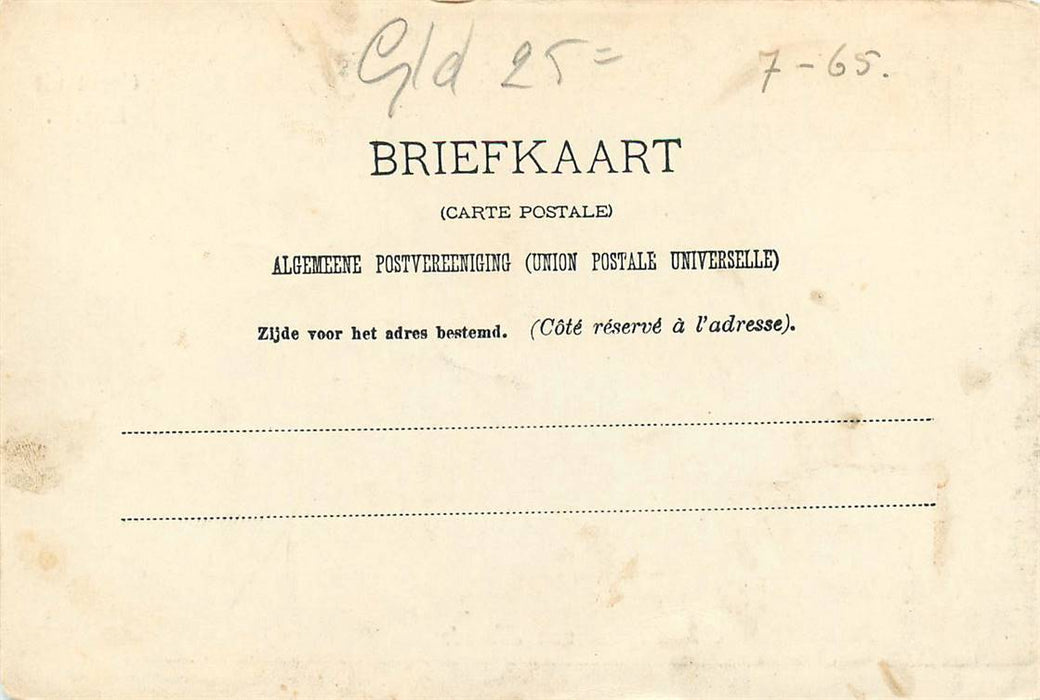 Gld 25= 7-65.
BRIEFKAART
(CARTE POSTALE)
ALGEMEENE POSTVEREENIGING (UNION POSTALE UNIVERSELLE)
Zijde voor het adres bestemd. (Côté réservé à l'adresse).